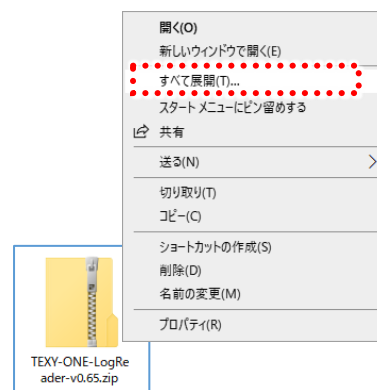 開く(O)
新しいウィンドウで開く(E)
すべて展開(T)...
スタート メニューにピン留めする
共有
送る(N)
切り取り(T)
コピー(C)
ショートカットの作成(S)
削除(D)
名前の変更(M)
プロパティ(R)
TEXY-ONE-LogRe
ader-v0.65.zip